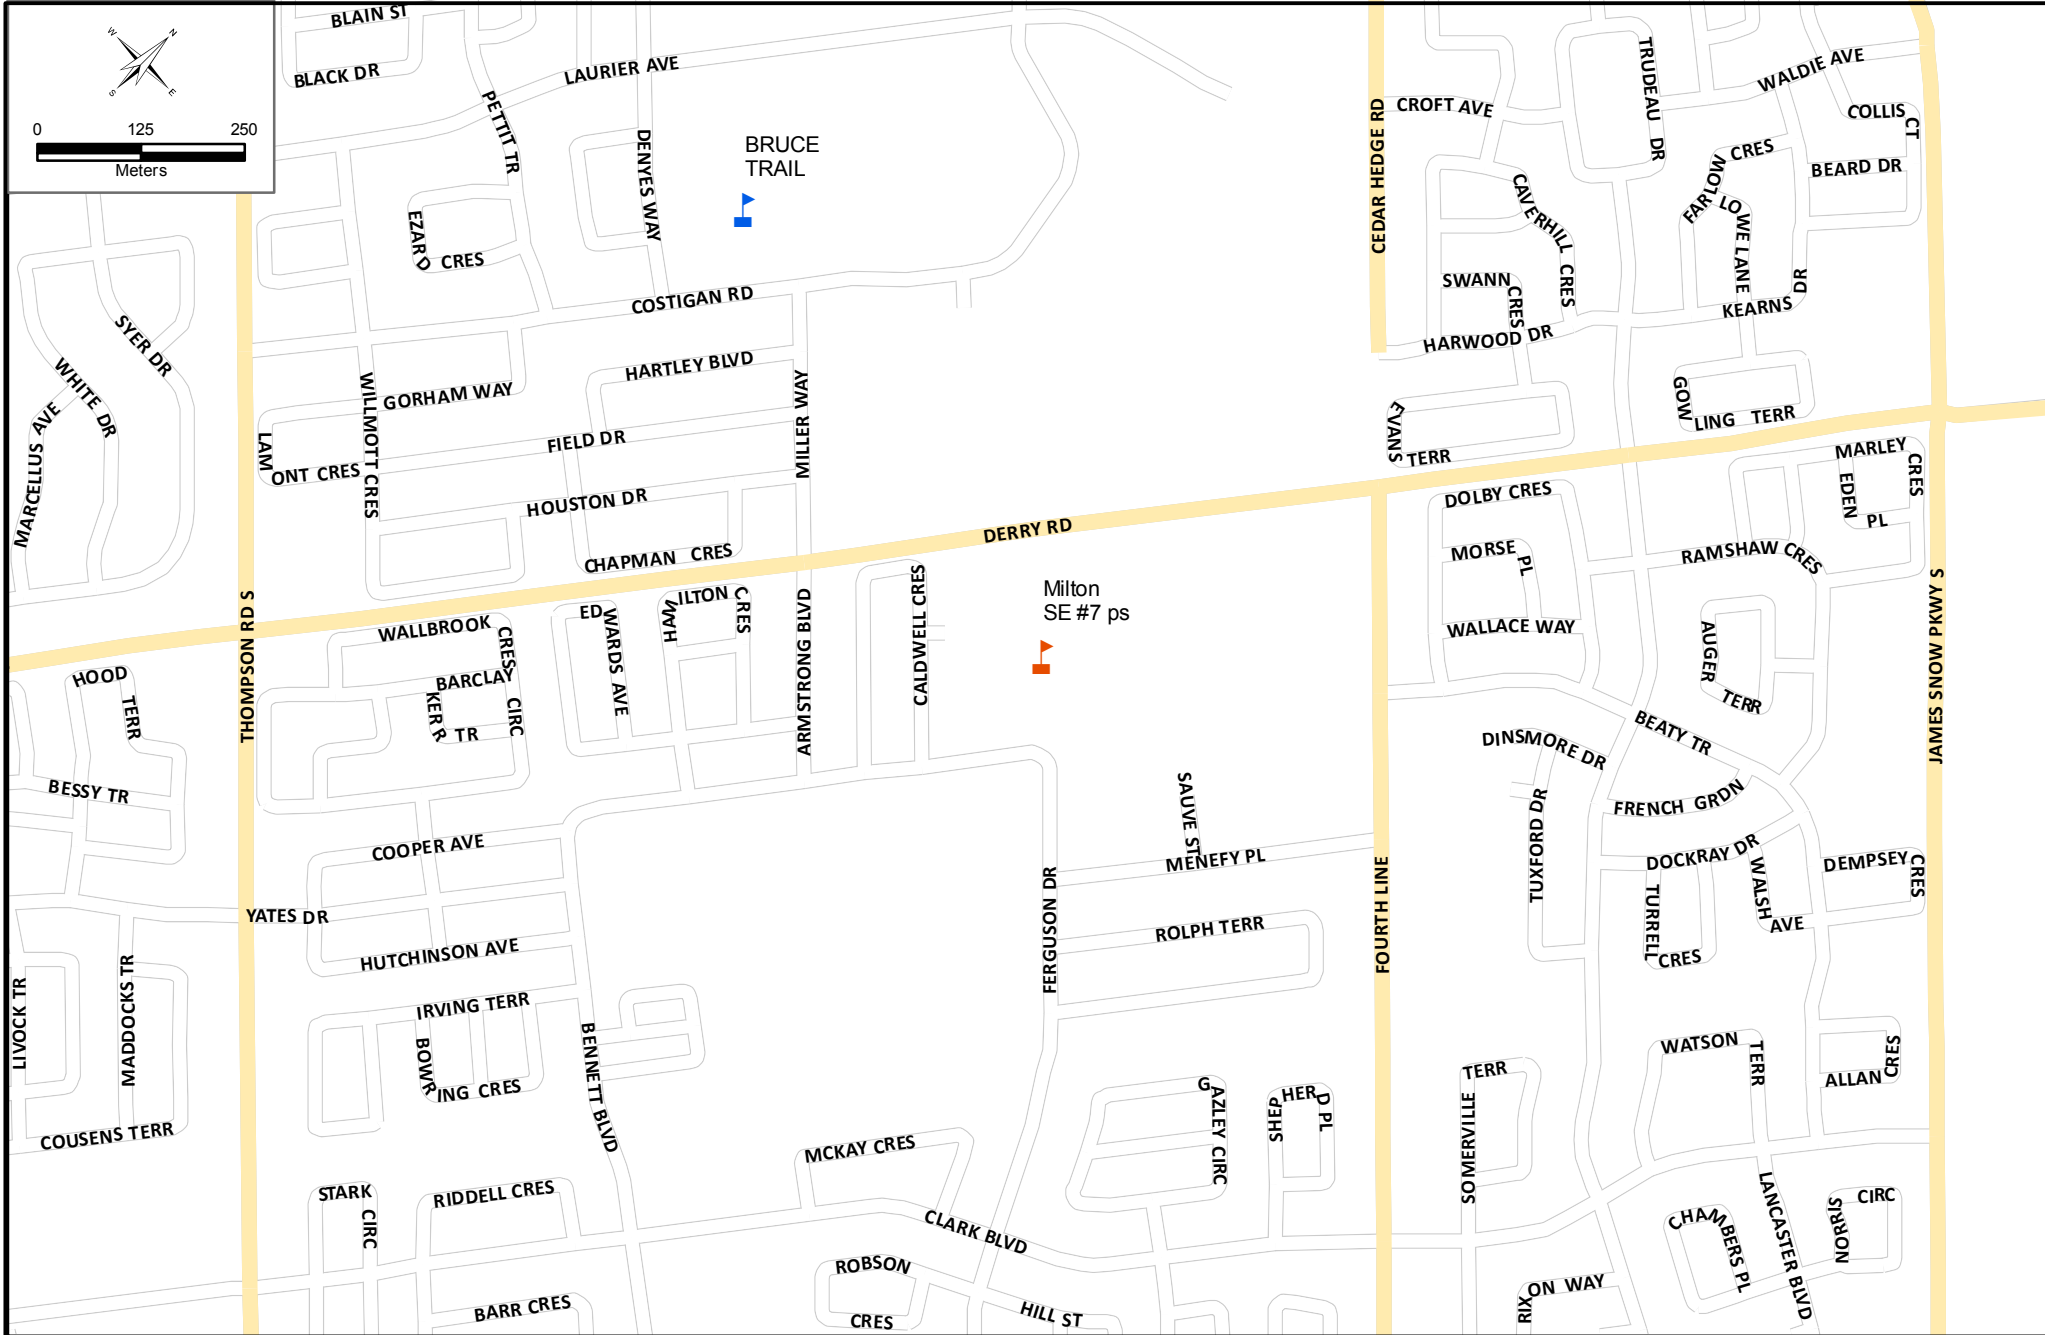 BLAIN ST
BLACK DR
W
N
S
E
0 125 250
Meters
LAURIER AVE
PETTIT TR
DENYES WAY
BRUCE
TRAIL
EZARD CRES
COSTIGAN RD
CEDAR HEDGE RD
CROFT AVE
TRUDEAU DR
WALDIE AVE
COLLIS CT
BEARD DR
FARLOW CRES
LOWE LANE
CAVERHILL CRES
SWANN CRES
HARWOOD DR
KEARNS DR
SYER DR
WHITE DR
MARCELLUS AVE
HARTLEY BLVD
GORHAM WAY
WILLMOTT CRES
LAMONT CRES
FIELD DR
MILLER WAY
HOUSTON DR
CHAPMAN CRES
EVANS TERR
GOWLING TERR
DERRY RD
MARLEY CRES
EDEN PL
DOLBY CRES
MORSE PL
RAMSHAW CRES
WALLACE WAY
AUGER TERR
THOMPSON RD S
JAMES SNOW PKWY S
WALLBROOK CRES
EDWARDS AVE
HAMILTON CRES
ARMSTRONG BLVD
CALDWELL CRES
Milton
SE #7 ps
HOOD TERR
BARCLAY CIRC
KERR TR
BESSY TR
BEATY TR
DINSMORE DR
TUXFORD DR
FRENCH GRDN
DOCKRAY DR
SAUVE ST
MENEFY PL
COOPER AVE
YATES DR
HUTCHINSON AVE
IRVING TERR
FERGUSON DR
FOURTH LINE
ROLPH TERR
TURRELL CRES
WALSH AVE
DEMPSEY CRES
LIVOCK TR
MADDOCKS TR
COUSENS TERR
BOWRING CRES
BENNETT BLVD
WATSON TERR
ALLAN CRES
SOMERVILLE TERR
GAZLEY CIRC
SHEPHERD PL
MCKAY CRES
STARK CIRC
RIDDELL CRES
CLARK BLVD
LANCASTER BLVD
NORRIS CIRC
CHAMBERS PL
ROBSON CRES
HILL ST
BARR CRES
RIXON WAY